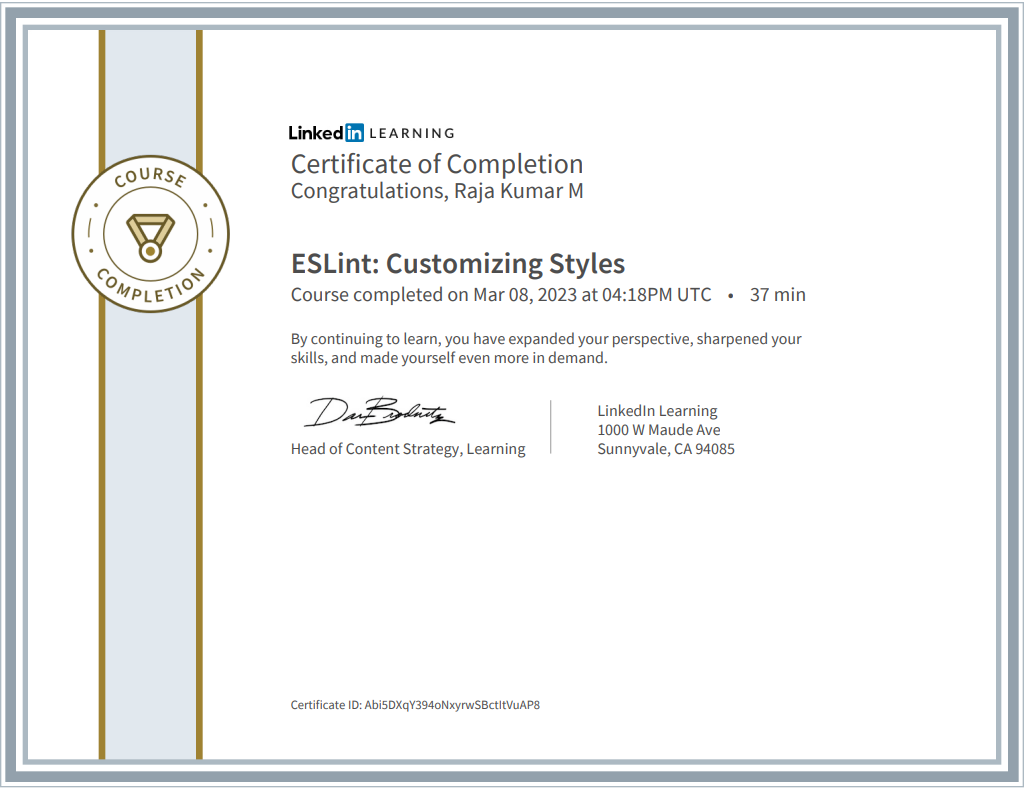 COURSE
COMPLETION
Linkedin LEARNING
Certificate of Completion
Congratulations, Raja Kumar M
ESLint: Customizing Styles
Course completed on Mar 08, 2023 at 04:18PM UTC • 37 min
By continuing to learn, you have expanded your perspective, sharpened your
skills, and made yourself even more in demand.
Head of Content Strategy, Learning
LinkedIn Learning
1000 W Maude Ave
Sunnyvale, CA 94085
Certificate ID: Abi5DXqY394oNxyrwSBctItVuAP8